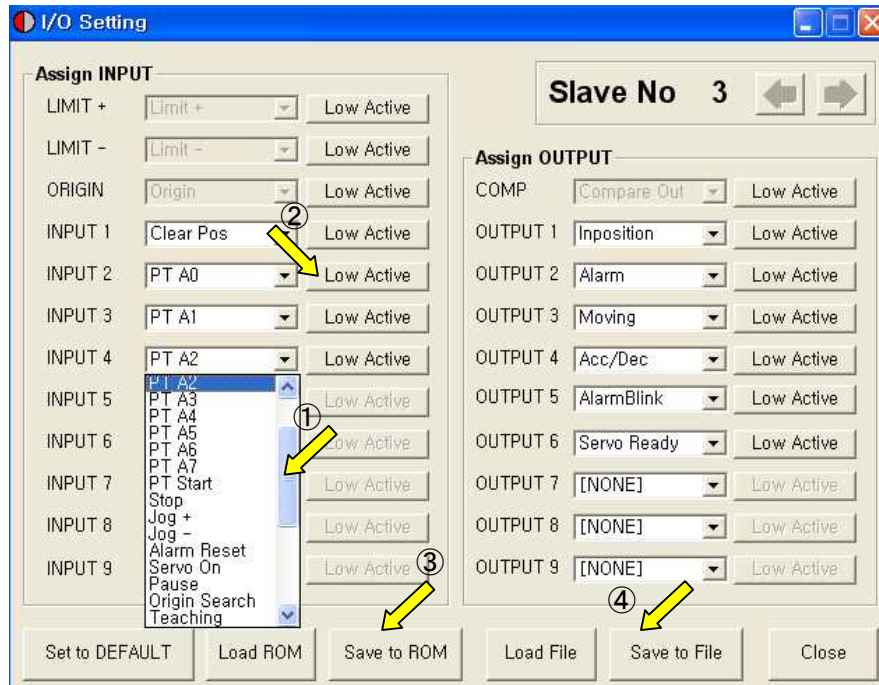 I/O Setting
Assign INPUT
LIMIT + Limit + Low Active
LIMIT - Limit - Low Active
ORIGIN Origin Low Active
INPUT 1 Clear Pos Low Active
②
INPUT 2 PT A0 Low Active
INPUT 3 PT A1 Low Active
INPUT 4 PT A2 Low Active
PT A2
PT A3
PT A4
PT A5
PT A6
PT A7
PT Start
Stop
Jog +
Jog -
Alarm Reset
Servo On
Pause
Origin Search
Teaching
①
INPUT 5 Low Active
INPUT 6 Low Active
INPUT 7 Low Active
INPUT 8 Low Active
INPUT 9 Low Active
③
Slave No 3
Assign OUTPUT
COMP Compare Out Low Active
OUTPUT 1 Inposition Low Active
OUTPUT 2 Alarm Low Active
OUTPUT 3 Moving Low Active
OUTPUT 4 Acc/Dec Low Active
OUTPUT 5 AlarmBlink Low Active
OUTPUT 6 Servo Ready Low Active
OUTPUT 7 [NONE] Low Active
OUTPUT 8 [NONE] Low Active
OUTPUT 9 [NONE] Low Active
④
Set to DEFAULT Load ROM Save to ROM Load File Save to File Close